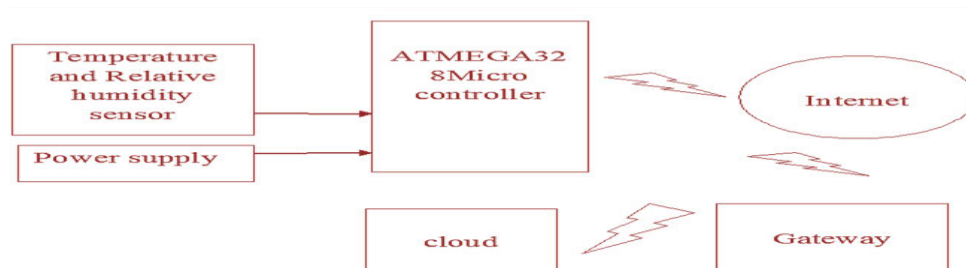 Temperature
and Relative
humidity
sensor
Power supply
ATMEGA32
8Micro
controller
Internet
cloud
Gateway